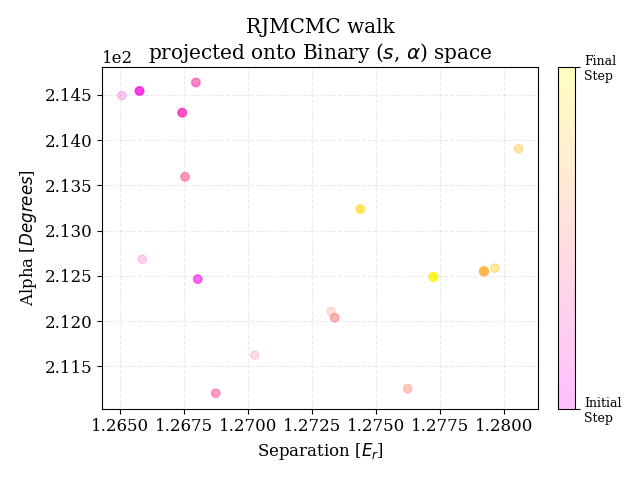 RJMCMC walk
projected onto Binary (s, α) space
1e2
2.145
2.140
2.135
2.130
2.125
2.120
2.115
Alpha [Degrees]
1.2650 1.2675 1.2700 1.2725 1.2750 1.2775 1.2800
Separation [E_r]
Final
Step
Initial
Step